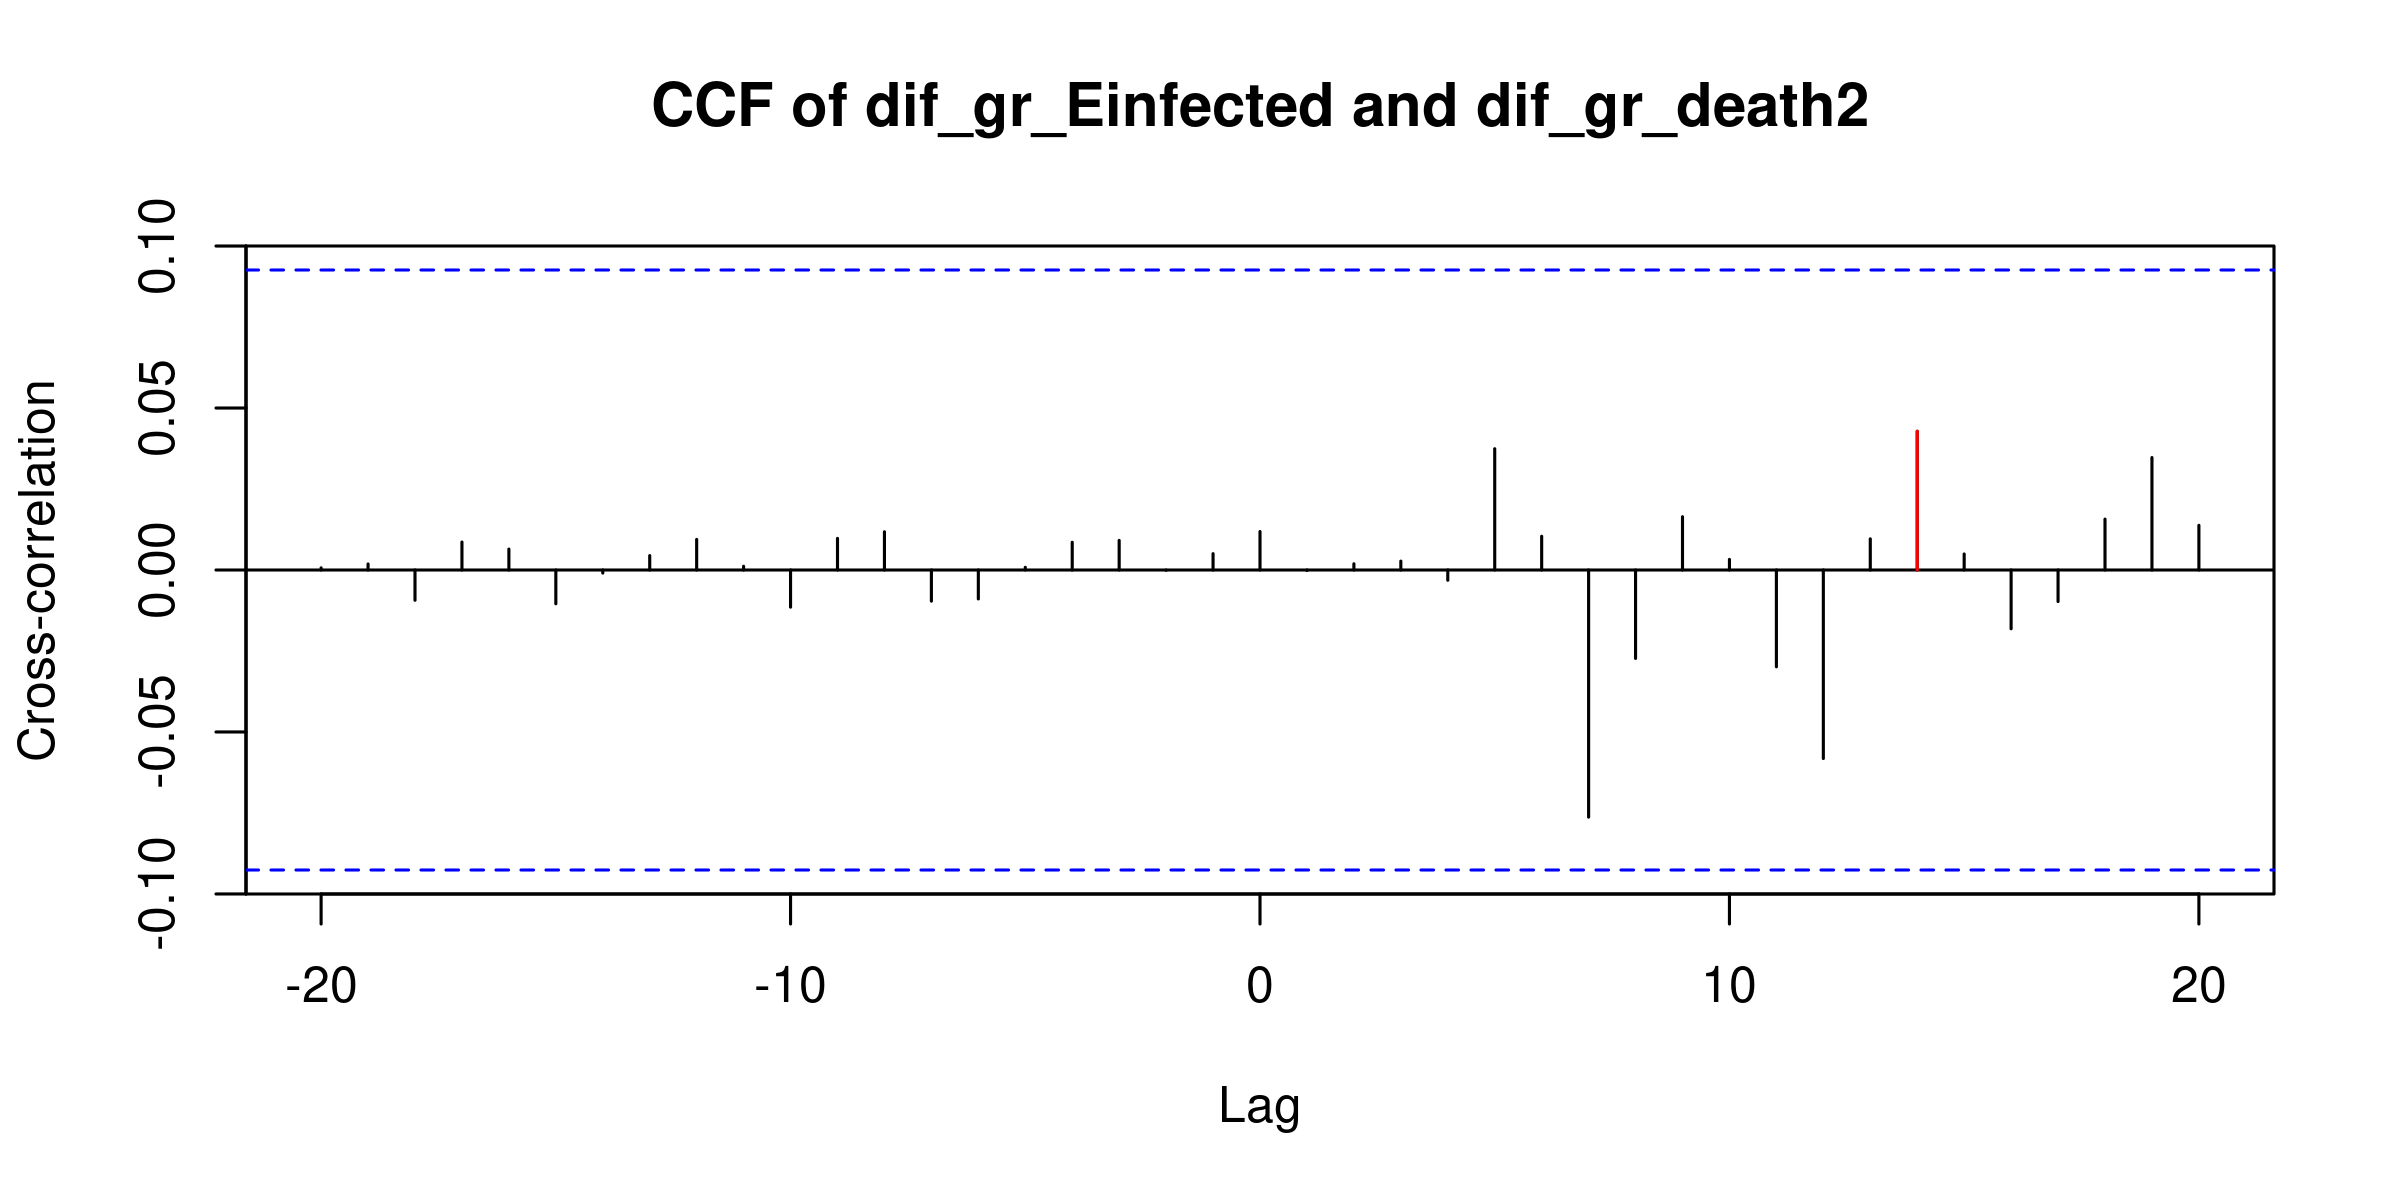 CCF of dif_gr_Einfected and dif_gr_death2
Cross-correlation
0.10
0.05
0.00
-0.05
-0.10
-20 -10 0 10 20
Lag